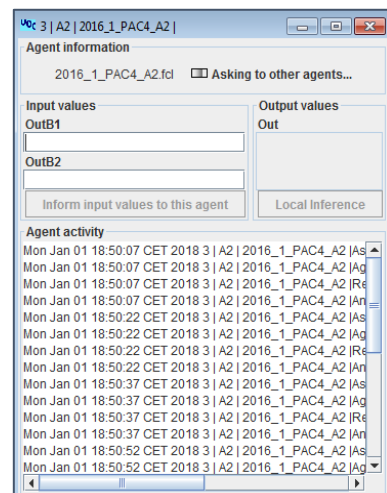 UOC 3 | A2 | 2016_1_PAC4_A2 |
Agent information
2016_1_PAC4_A2.fcl Asking to other agents...
Input values Output values
OutB1 Out
OutB2
Inform input values to this agent Local Inference
Agent activity
Mon Jan 01 18:50:07 CET 2018 3 | A2 | 2016_1_PAC4_A2 |As
Mon Jan 01 18:50:07 CET 2018 3 | A2 | 2016_1_PAC4_A2 |Ag
Mon Jan 01 18:50:07 CET 2018 3 | A2 | 2016_1_PAC4_A2 |Re
Mon Jan 01 18:50:07 CET 2018 3 | A2 | 2016_1_PAC4_A2 |An
Mon Jan 01 18:50:22 CET 2018 3 | A2 | 2016_1_PAC4_A2 |As
Mon Jan 01 18:50:22 CET 2018 3 | A2 | 2016_1_PAC4_A2 |Ag
Mon Jan 01 18:50:22 CET 2018 3 | A2 | 2016_1_PAC4_A2 |Re
Mon Jan 01 18:50:22 CET 2018 3 | A2 | 2016_1_PAC4_A2 |An
Mon Jan 01 18:50:37 CET 2018 3 | A2 | 2016_1_PAC4_A2 |As
Mon Jan 01 18:50:37 CET 2018 3 | A2 | 2016_1_PAC4_A2 |Ag
Mon Jan 01 18:50:37 CET 2018 3 | A2 | 2016_1_PAC4_A2 |Re
Mon Jan 01 18:50:37 CET 2018 3 | A2 | 2016_1_PAC4_A2 |An
Mon Jan 01 18:50:52 CET 2018 3 | A2 | 2016_1_PAC4_A2 |As
Mon Jan 01 18:50:52 CET 2018 3 | A2 | 2016_1_PAC4_A2 |Ag